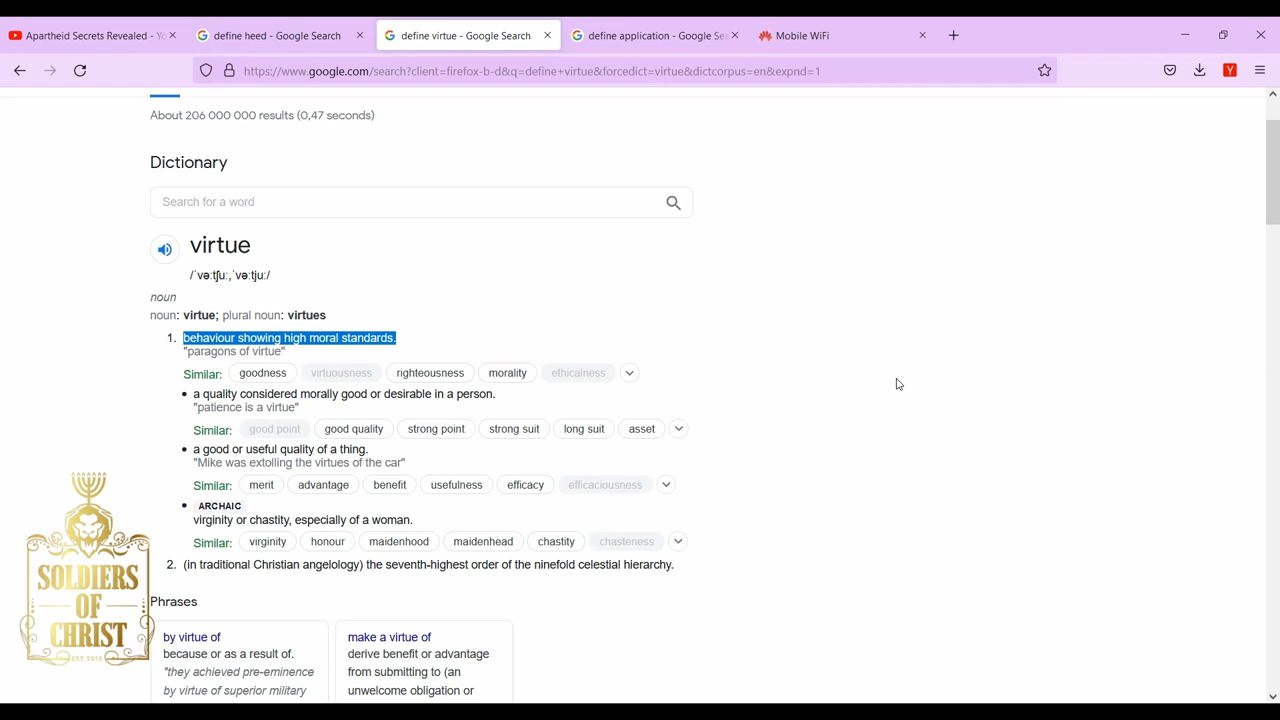 Apartheid Secrets Revealed - Yo
define heed - Google Search
define virtue - Google Search
define application - Google Sea
Mobile WiFi
https://www.google.com/search?client=firefox-b-d&q=define+virtue&forcedict=virtue&dictcorpus=en&expnd=1
Y
About 206 000 000 results (0,47 seconds)
Dictionary
Search for a word
virtue
/ˈvəːtʃuː,ˈvəːtjuː/
noun
noun: virtue; plural noun: virtues
1. behaviour showing high moral standards.
"paragons of virtue"
Similar: goodness virtuousness righteousness morality ethicalness
• a quality considered morally good or desirable in a person.
"patience is a virtue"
Similar: good point good quality strong point strong suit long suit asset
• a good or useful quality of a thing.
"Mike was extolling the virtues of the car"
Similar: merit advantage benefit usefulness efficacy efficaciousness
• ARCHAIC
virginity or chastity, especially of a woman.
Similar: virginity honour maidenhood maidenhead chastity chasteness
2. (in traditional Christian angelology) the seventh-highest order of the ninefold celestial hierarchy.
Phrases
by virtue of
because or as a result of.
"they achieved pre-eminence
by virtue of superior military
make a virtue of
derive benefit or advantage
from submitting to (an
unwelcome obligation or
SOLDIERS
OF
CHRIST